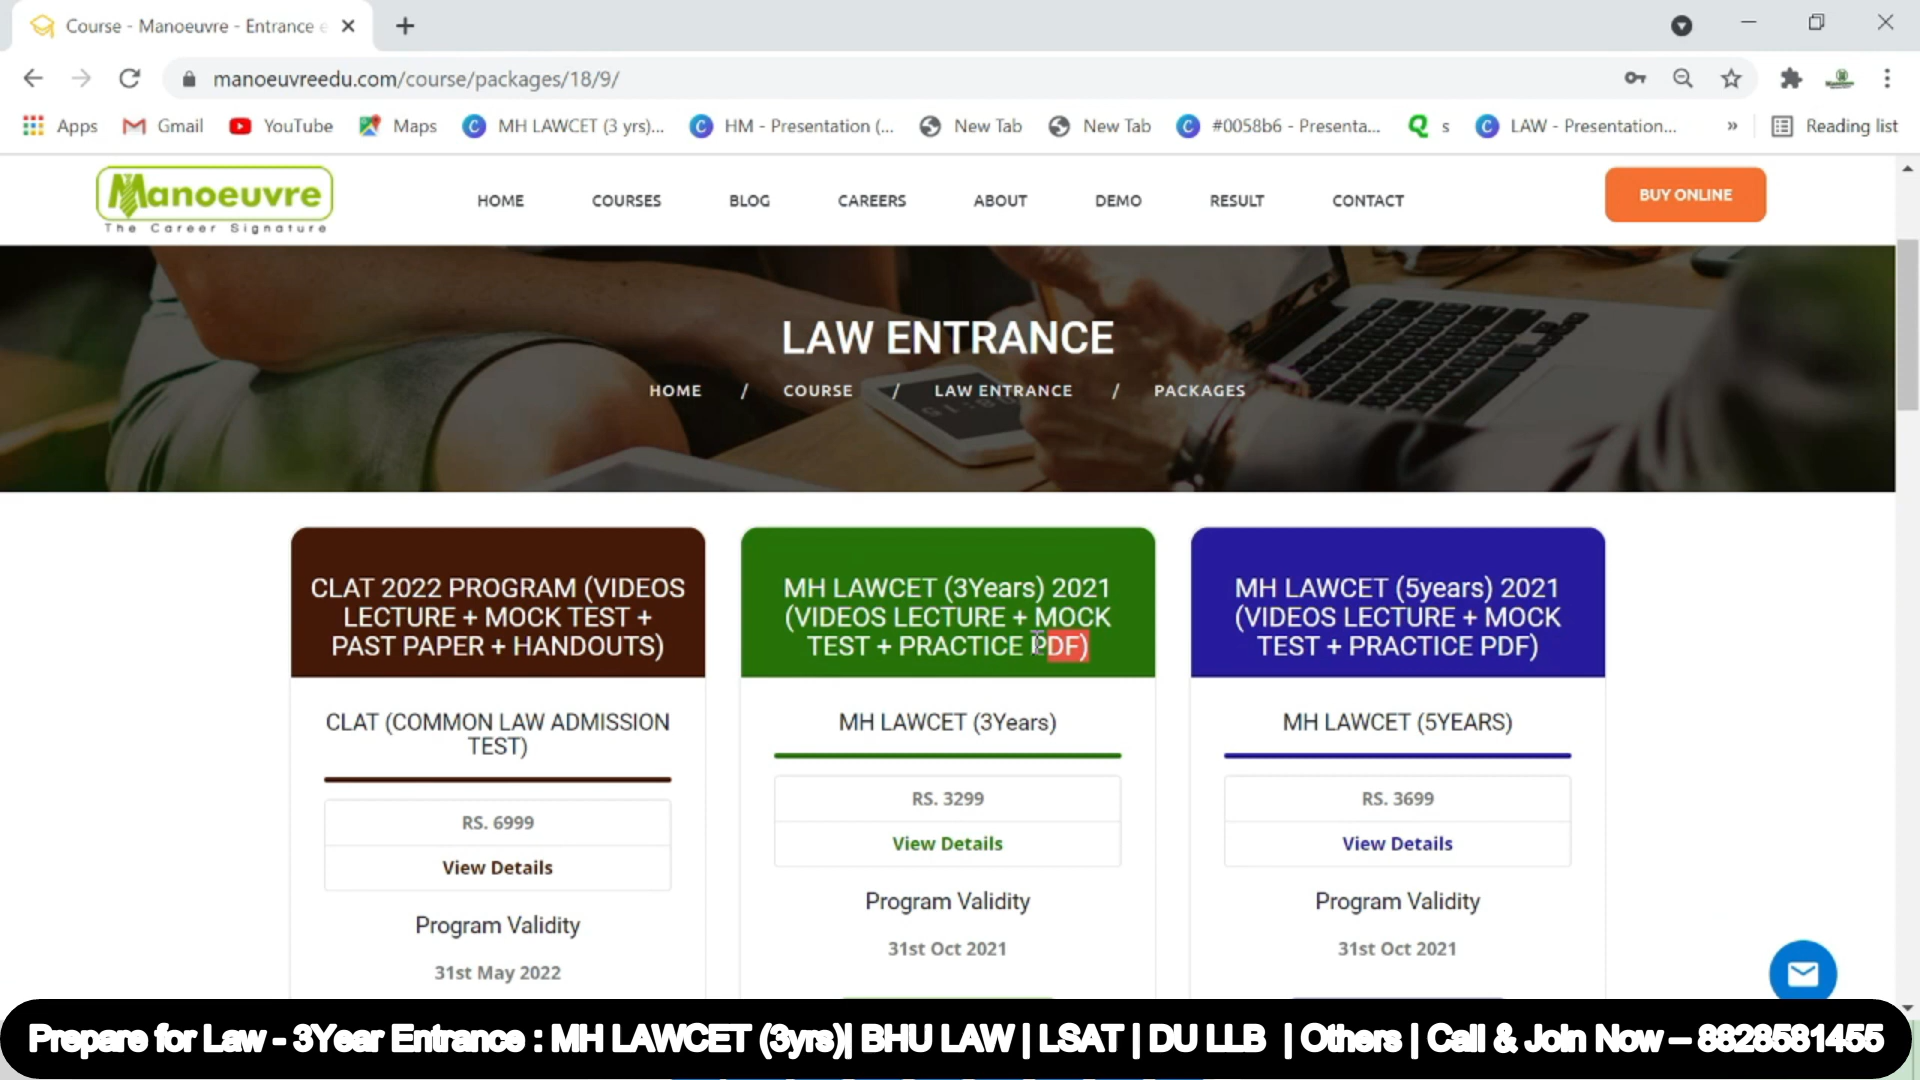 Course - Manoeuvre - Entrance e
manoeuvreedu.com/course/packages/18/9/
Apps Gmail YouTube Maps MH LAWCET (3 yrs)... HM - Presentation (... New Tab New Tab #0058b6 - Presenta... s LAW - Presentation... » Reading list
Manoeuvre
The Career Signature
HOME COURSES BLOG CAREERS ABOUT DEMO RESULT CONTACT
BUY ONLINE
LAW ENTRANCE
HOME / COURSE / LAW ENTRANCE / PACKAGES
CLAT 2022 PROGRAM (VIDEOS
LECTURE + MOCK TEST +
PAST PAPER + HANDOUTS)
CLAT (COMMON LAW ADMISSION
TEST)
RS. 6999
View Details
Program Validity
31st May 2022
MH LAWCET (3Years) 2021
(VIDEOS LECTURE + MOCK
TEST + PRACTICE PDF)
MH LAWCET (3Years)
RS. 3299
View Details
Program Validity
31st Oct 2021
MH LAWCET (5years) 2021
(VIDEOS LECTURE + MOCK
TEST + PRACTICE PDF)
MH LAWCET (5YEARS)
RS. 3699
View Details
Program Validity
31st Oct 2021
Prepare for Law - 3Year Entrance : MH LAWCET (3yrs)| BHU LAW | LSAT | DU LLB | Others | Call & Join Now – 8828581455